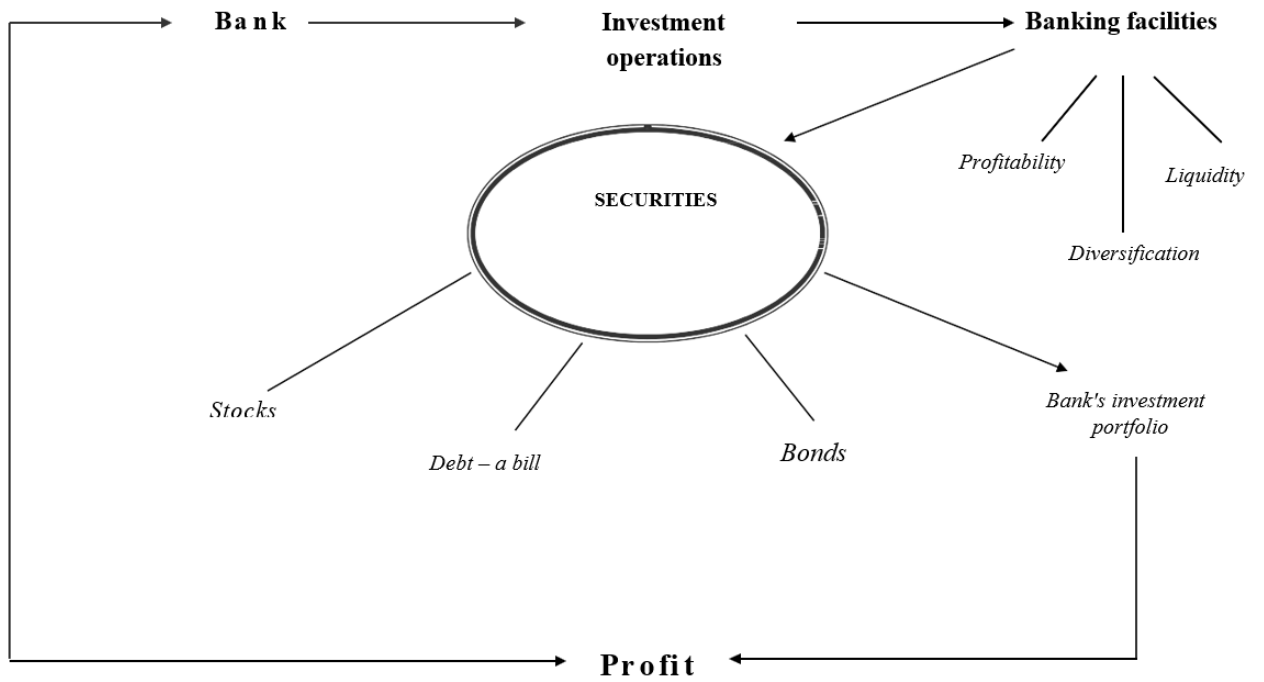 Bank
Investment
operations
Banking facilities
Profitability
Liquidity
SECURITIES
Diversification
Stocks
Debt – a bill
Bonds
Bank's investment
portfolio
Profit